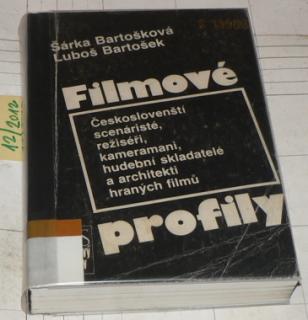 Šárka Bartošková
Luboš Bartošek
Filmové
Českoslovenští
scenáristé,
režiséři,
kameramani,
hudební skladatelé
a architekti
hraných filmů
profily
12/2012